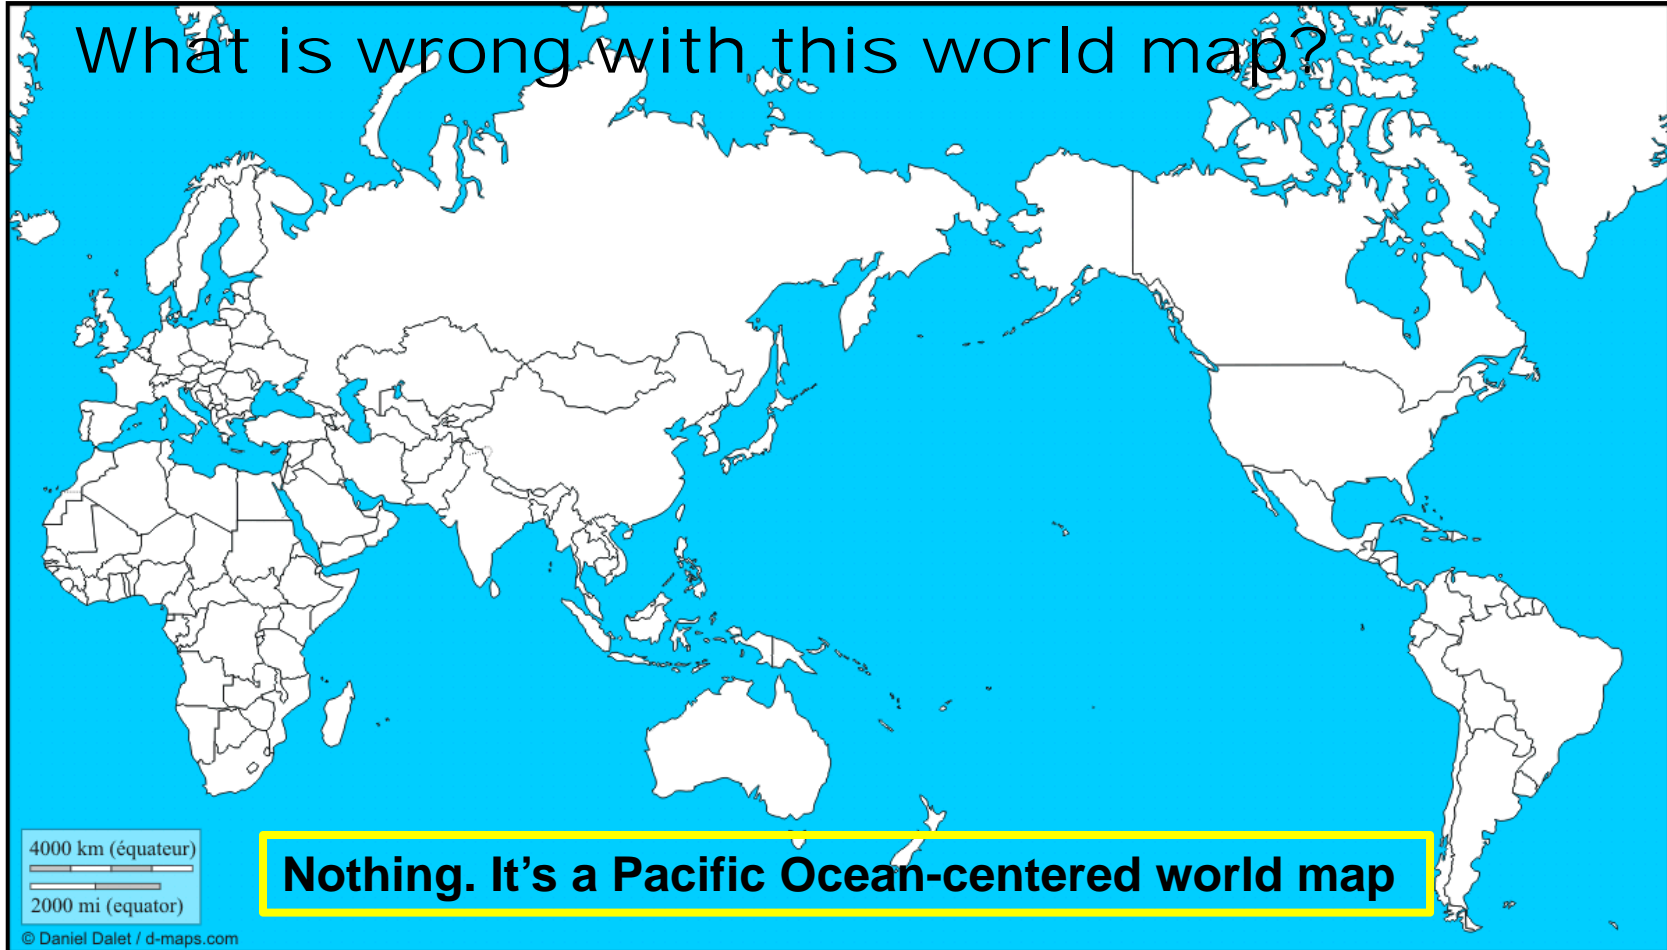 What is wrong with this world map?
4000 km (équateur)
2000 mi (equator)
Nothing. It’s a Pacific Ocean-centered world map
© Daniel Dalet / d-maps.com